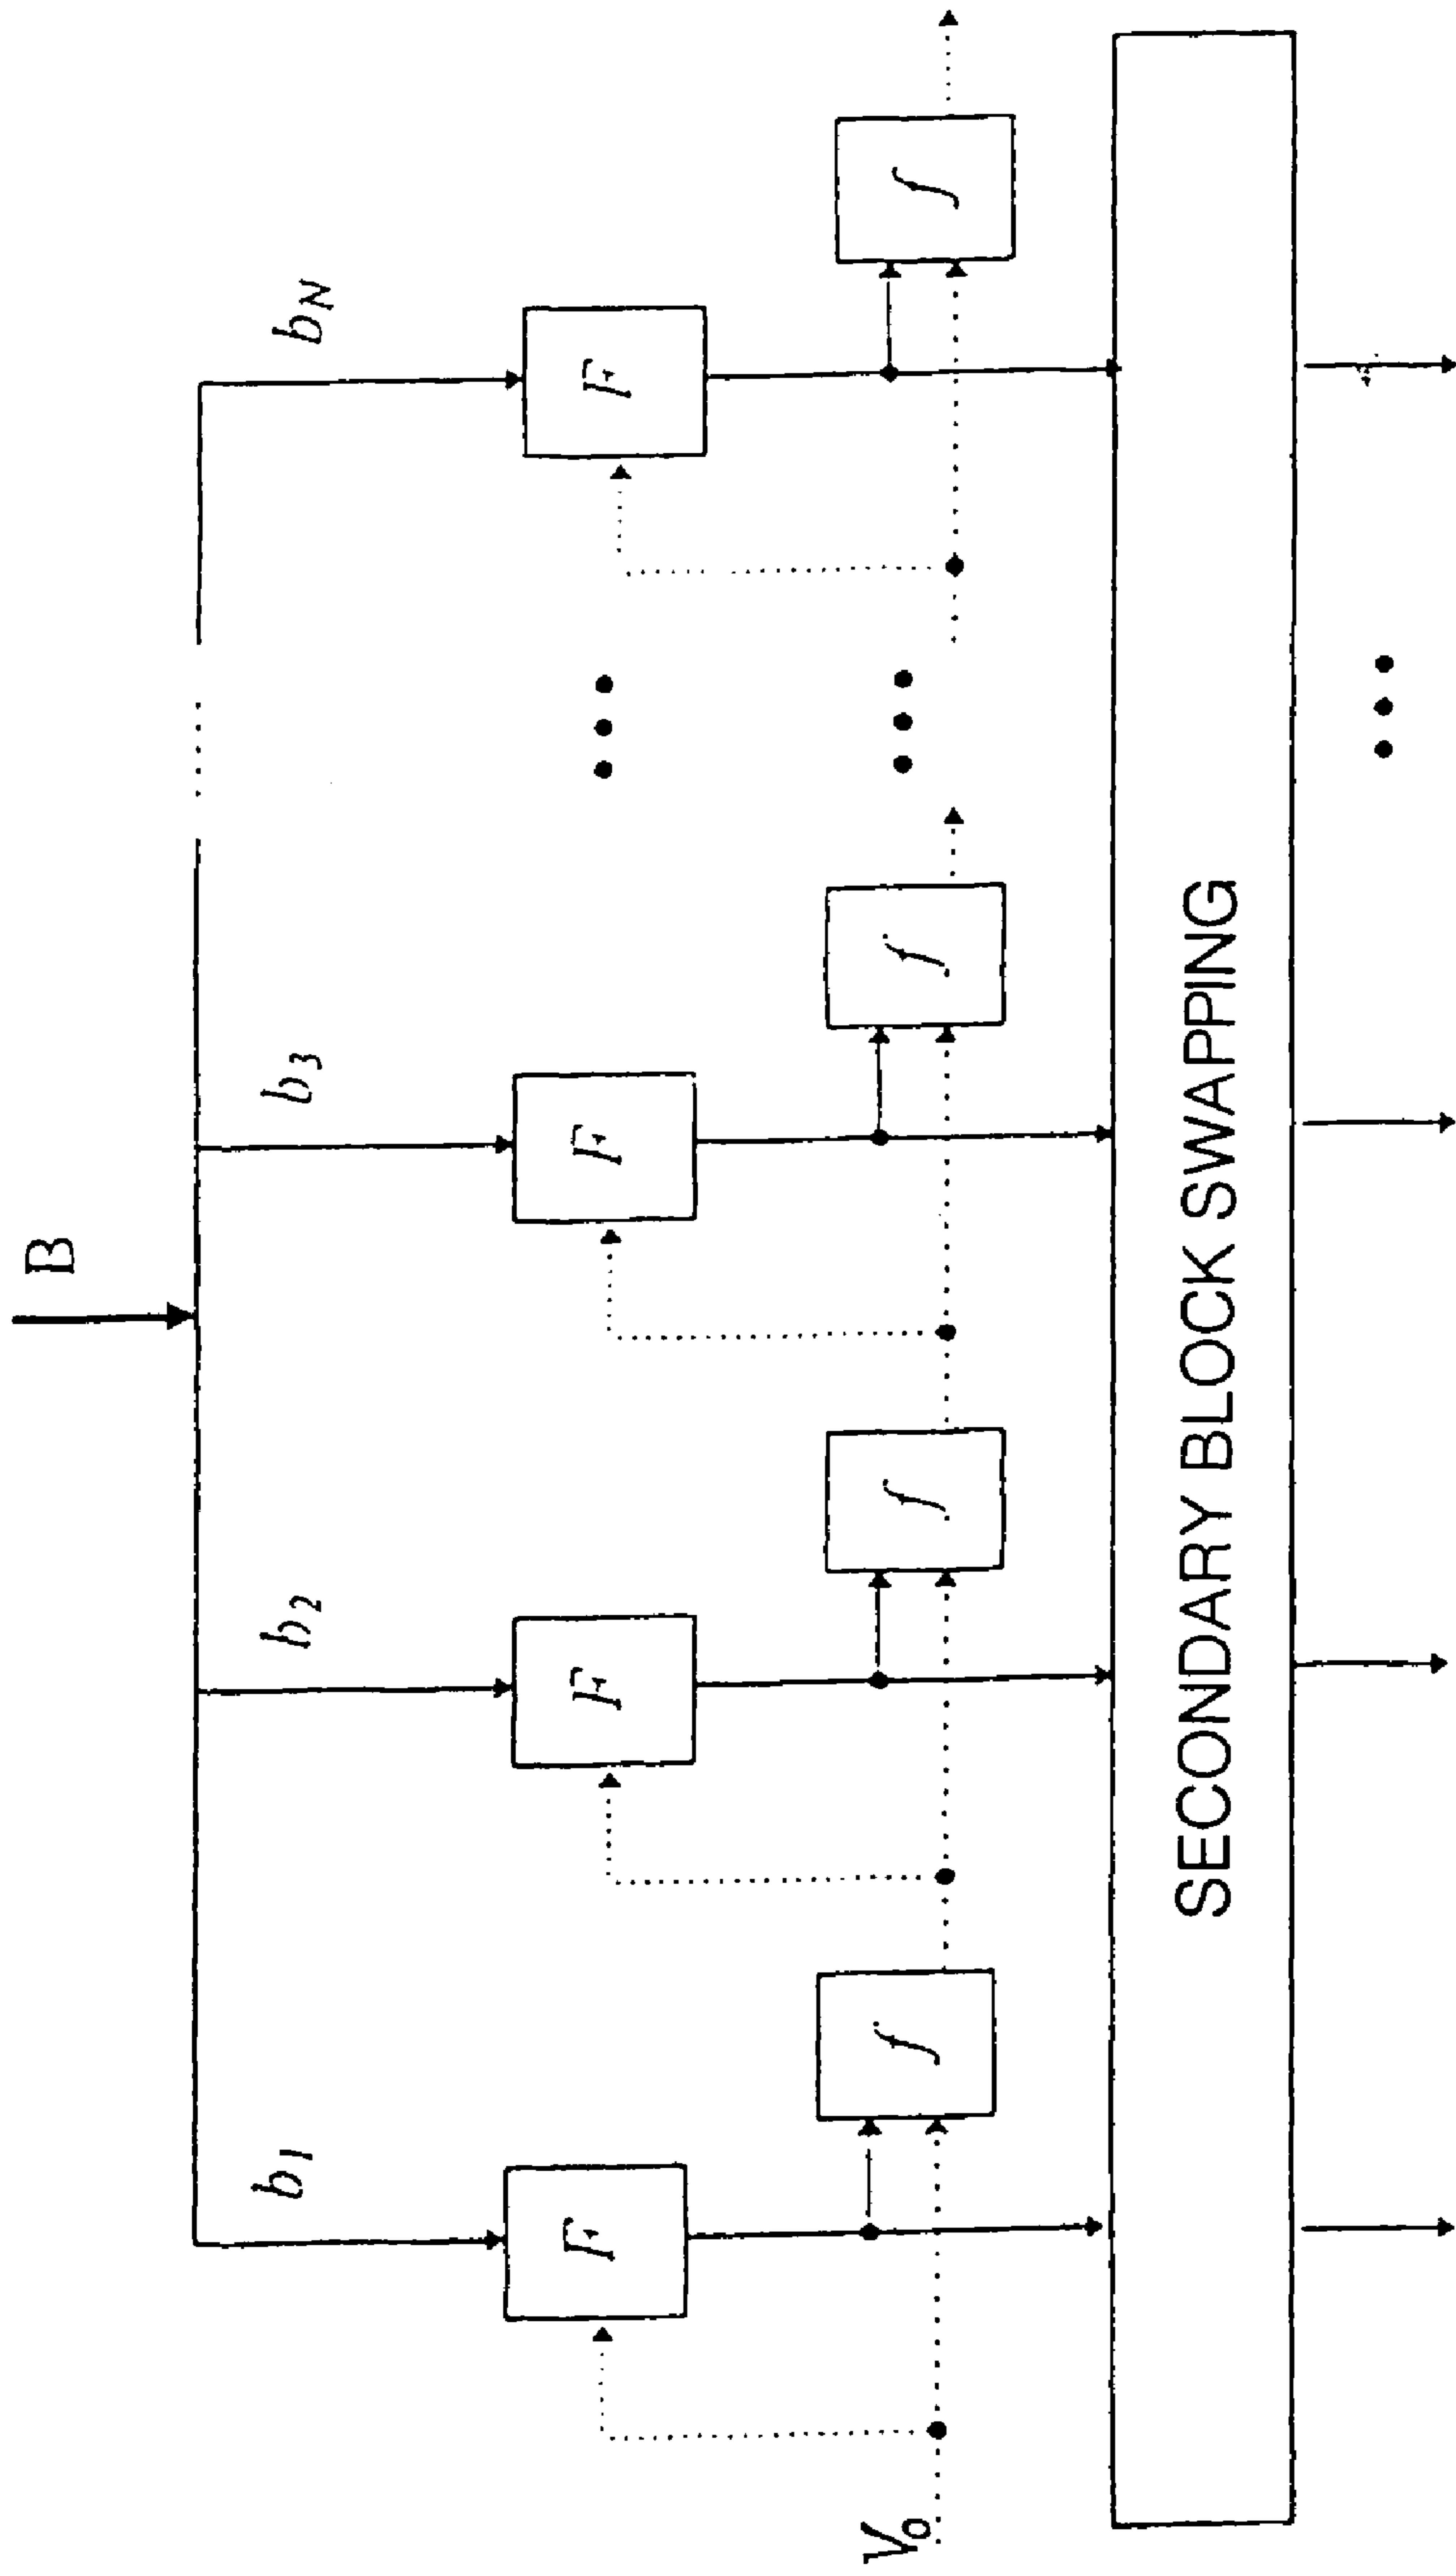 B
b1 b2 b3 bN
F F F F
f f f f
V0
SECONDARY BLOCK SWAPPING